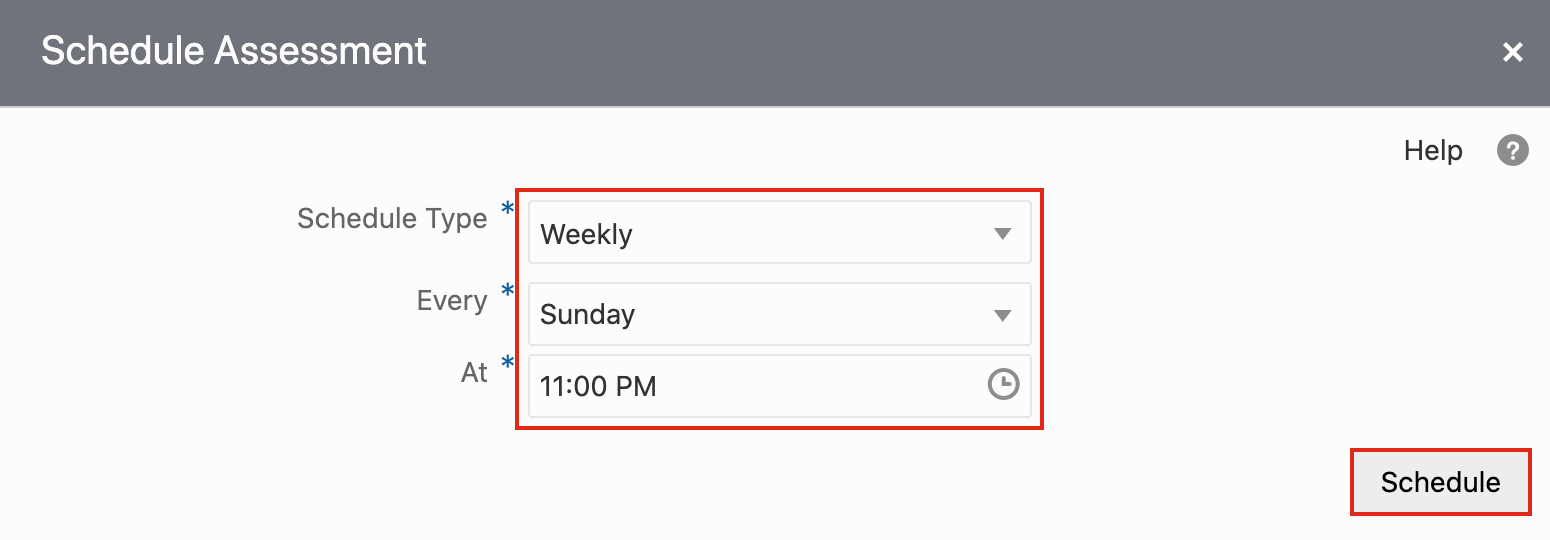 Schedule Assessment
Help
Schedule Type * Weekly
Every * Sunday
At * 11:00 PM
Schedule